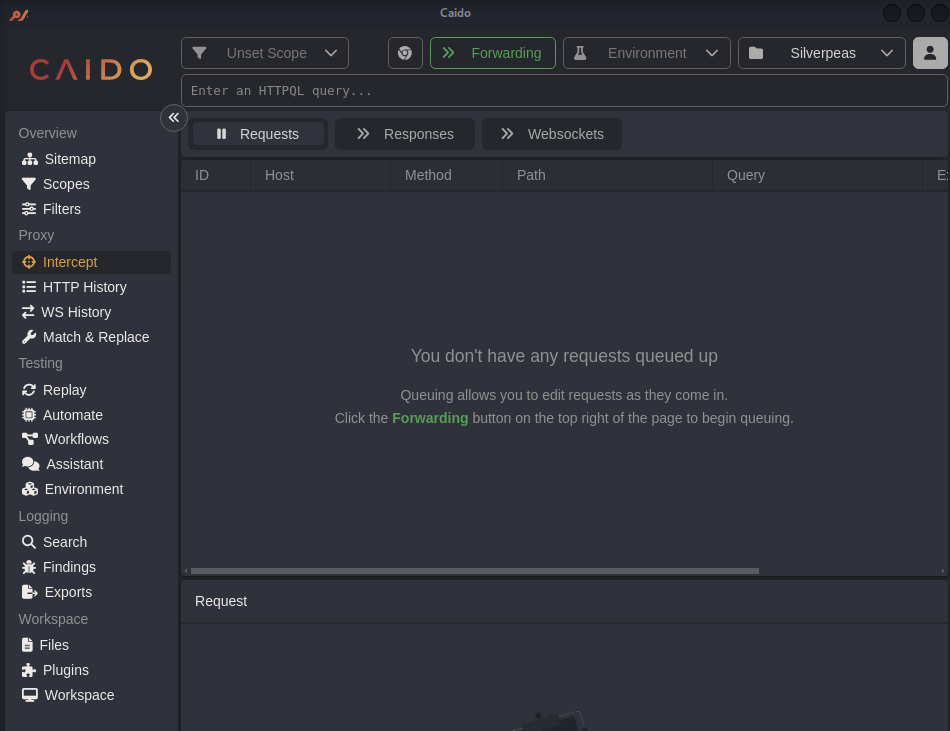 Caido
CAIDO
Unset Scope
Forwarding
Environment
Silverpeas
Enter an HTTPQL query...
Overview
Sitemap
Scopes
Filters
Proxy
Intercept
HTTP History
WS History
Match & Replace
Testing
Replay
Automate
Workflows
Assistant
Environment
Logging
Search
Findings
Exports
Workspace
Files
Plugins
Workspace
Requests
Responses
Websockets
ID
Host
Method
Path
Query
You don't have any requests queued up
Queuing allows you to edit requests as they come in.
Click the Forwarding button on the top right of the page to begin queuing.
Request